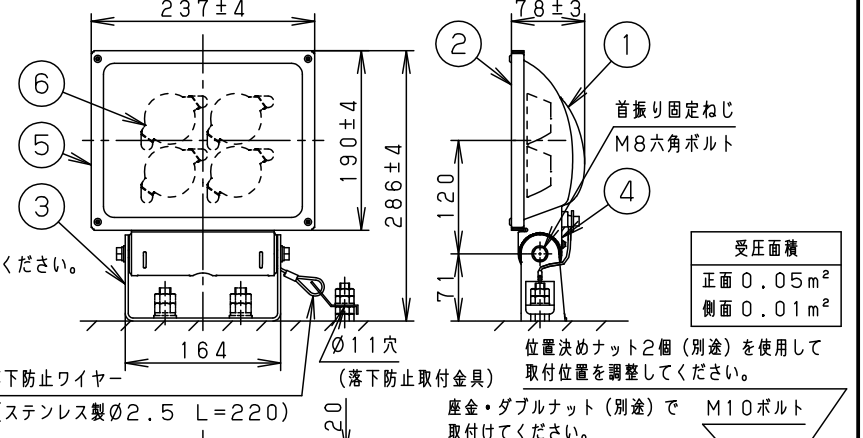 237±4
78±3
⑥
⑤
③
②
①
④
190±4
286±4
120
71
首振り固定ねじ
M8六角ボルト
ください。
受圧面積
正面 0.05m²
側面 0.01m²
164
Ø11穴
(落下防止取付金具)
下防止ワイヤー
(ステンレス製Ø2.5 L=220)
位置決めナット2個(別途)を使用して
取付位置を調整してください。
座金・ダブルナット(別途)で
取付けてください。
M10ボルト
20